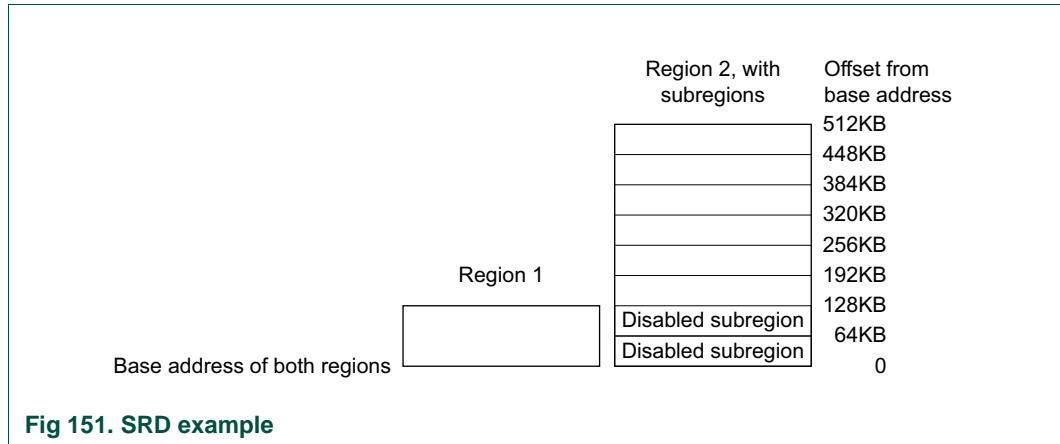 Region 2, with
subregions
Offset from
base address
512KB
448KB
384KB
320KB
256KB
Region 1
192KB
128KB
Disabled subregion
64KB
Disabled subregion
Base address of both regions
0
Fig 151. SRD example